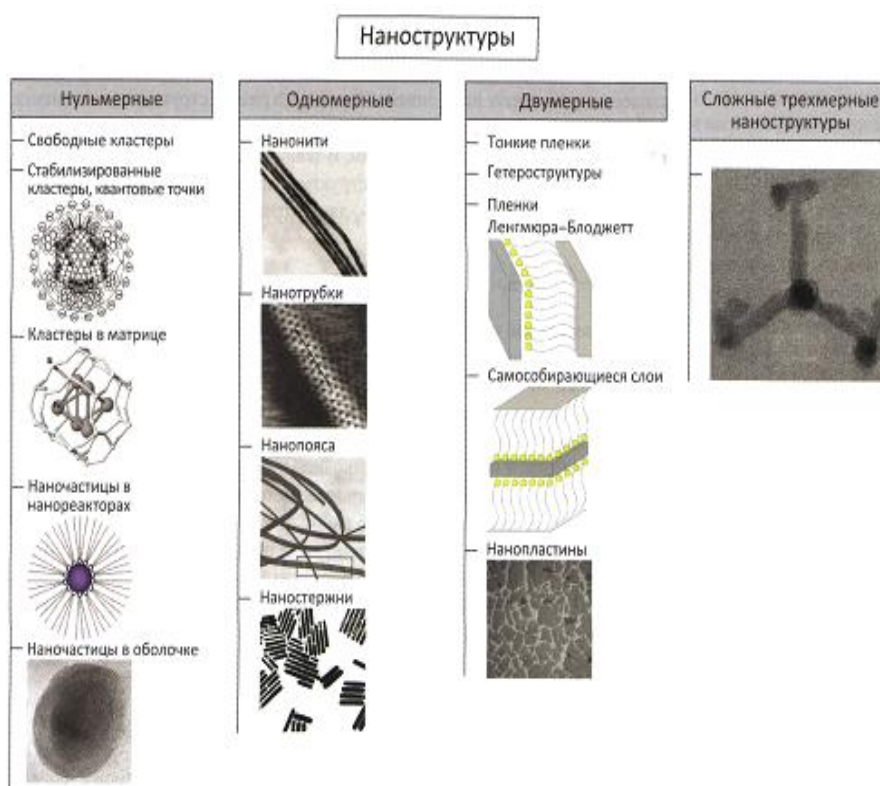 Наноструктуры
Нульмерные
Свободные кластеры
Стабилизированные
кластеры, квантовые точки
Кластеры в матрице
Наночастицы в
нанореакторах
Наночастицы в оболочке
Одномерные
Нанонити
Нанотрубки
Нанопояса
Наностержни
Двумерные
Тонкие пленки
Гетероструктуры
Пленки
Ленгмюра–Блоджетт
Самособирающиеся слои
Нанопластины
Сложные трехмерные
наноструктуры